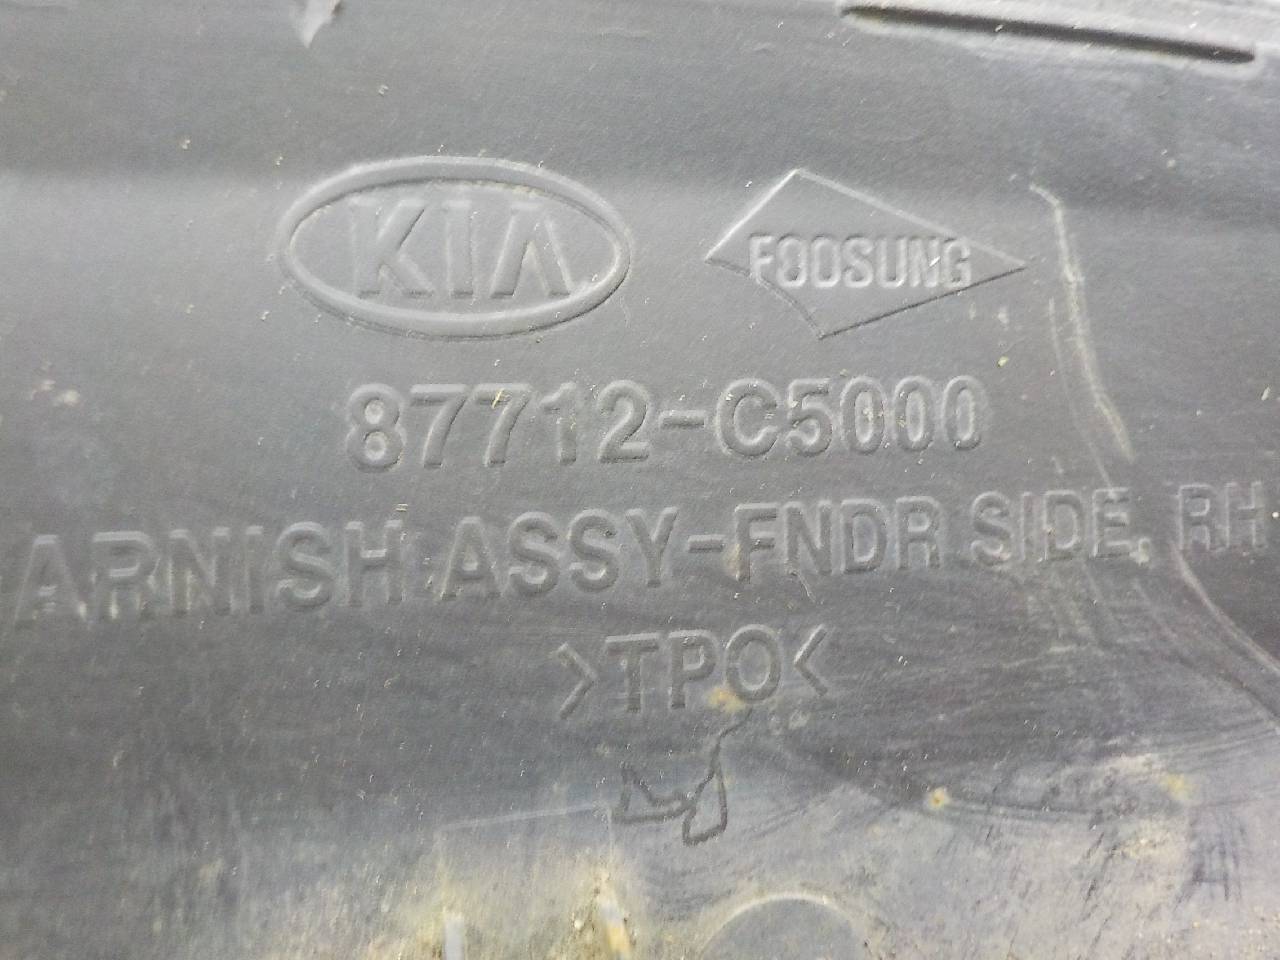 KIA FOOSUNG
87712-C5000
ARNISH ASSY-FNDR SIDE, RH
>TPO<